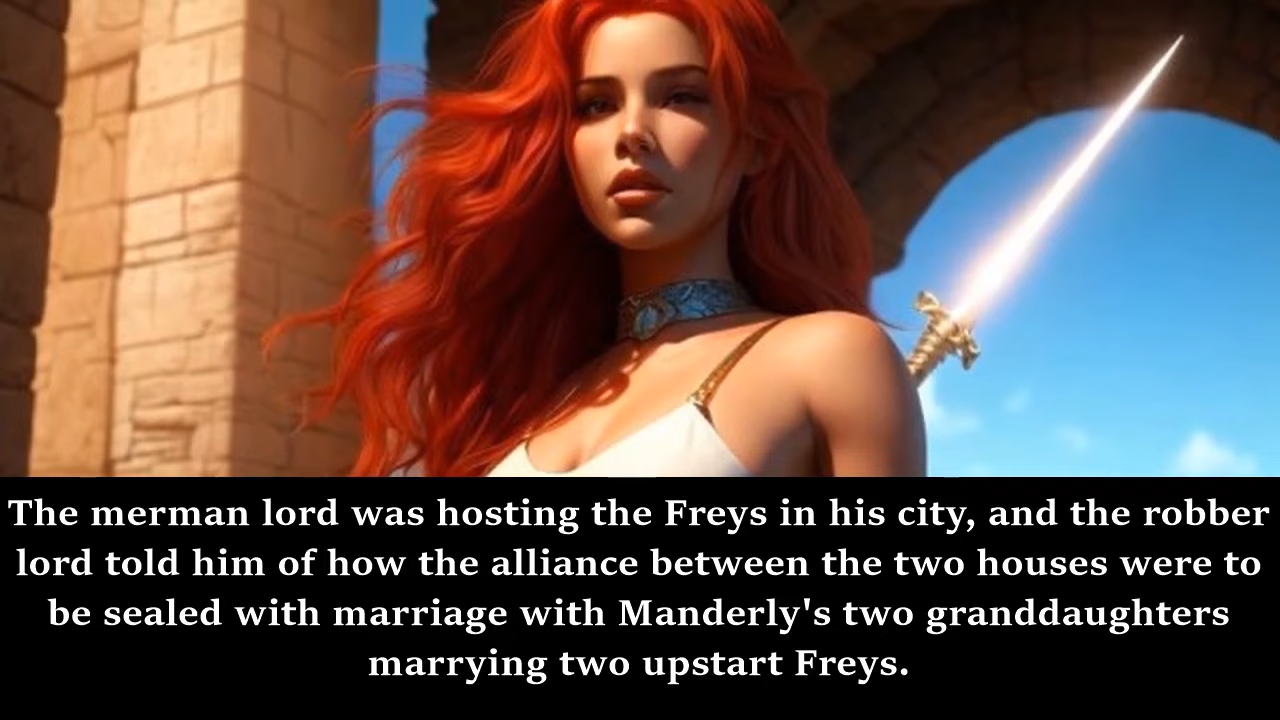 The merman lord was hosting the Freys in his city, and the robber
lord told him of how the alliance between the two houses were to
be sealed with marriage with Manderly's two granddaughters
marrying two upstart Freys.